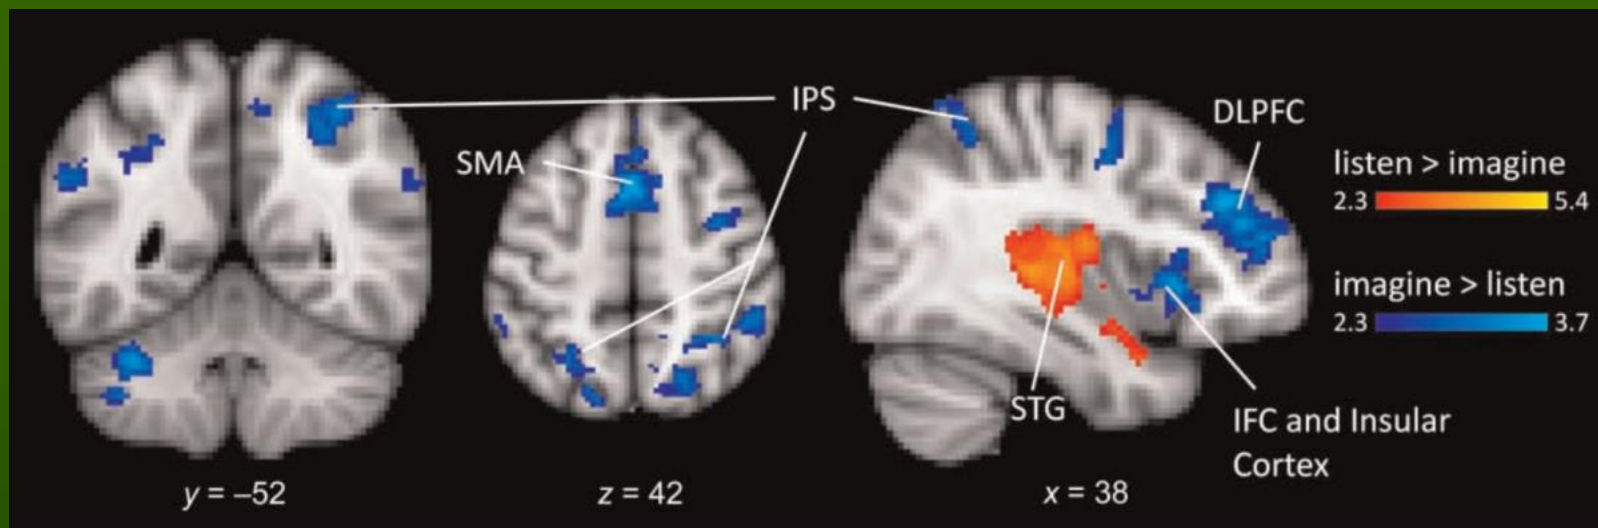 IPS
DLPFC
SMA
listen > imagine
2.3 5.4
imagine > listen
2.3 3.7
STG
IFC and Insular
Cortex
y = –52
z = 42
x = 38